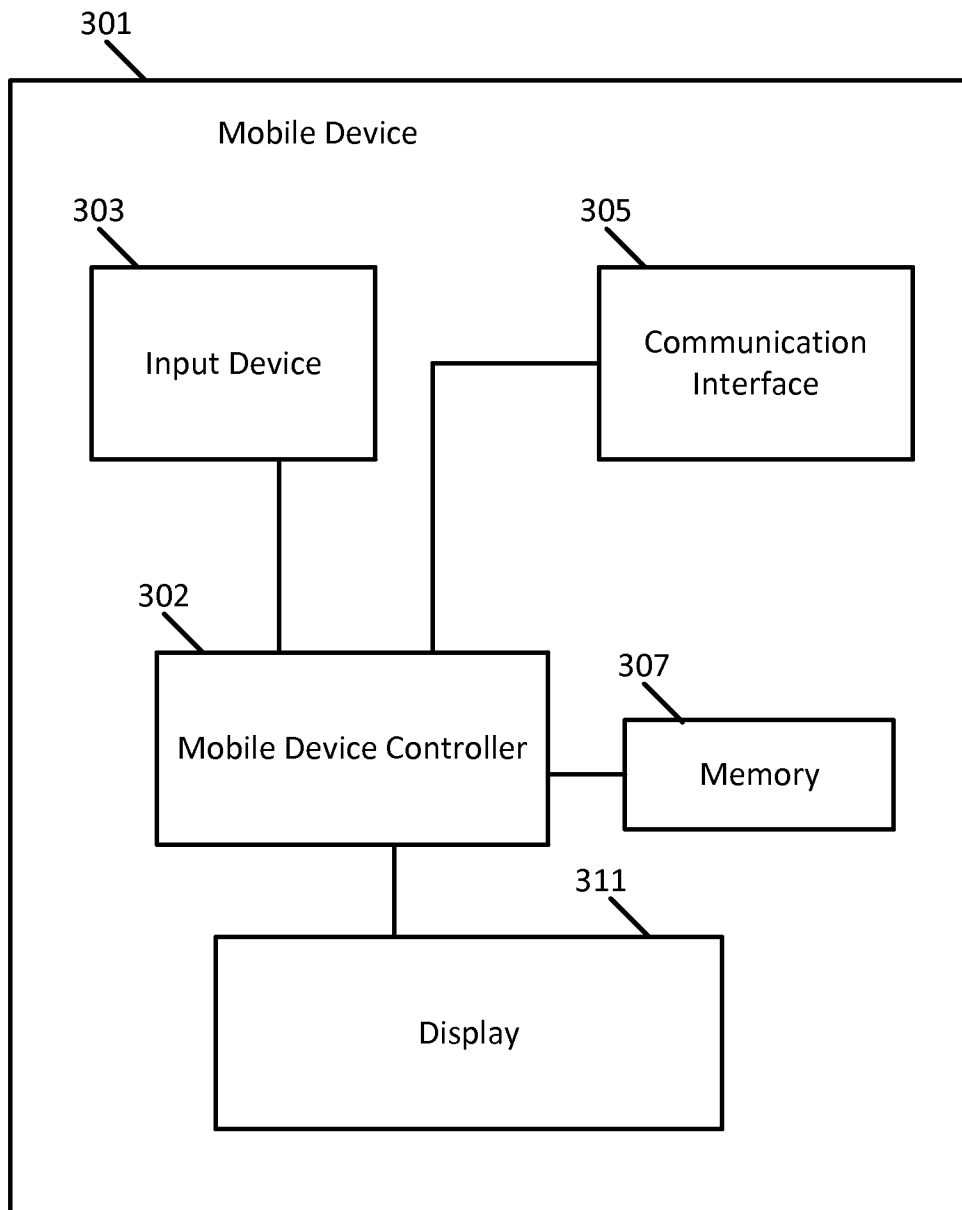 301
Mobile Device
303
305
Input Device
Communication
Interface
302
307
Mobile Device Controller
Memory
311
Display